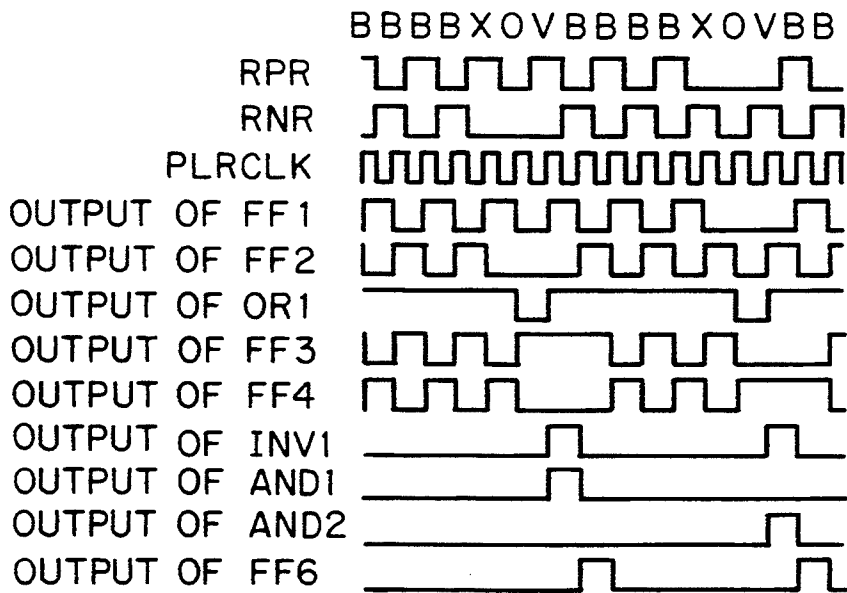 BBBBXOVBBBBXOVBB
RPR
RNR
PLRCLK
OUTPUT OF FF1
OUTPUT OF FF2
OUTPUT OF OR1
OUTPUT OF FF3
OUTPUT OF FF4
OUTPUT OF INV1
OUTPUT OF AND1
OUTPUT OF AND2
OUTPUT OF FF6